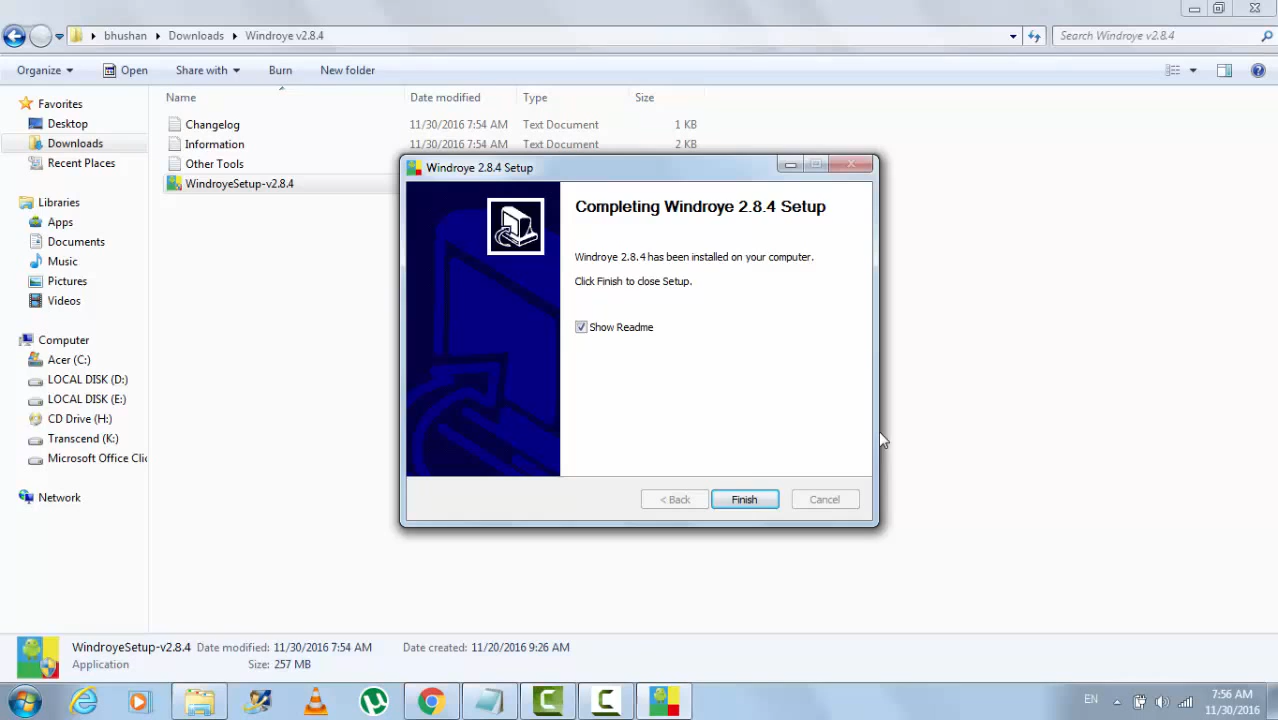 bhushan ▸ Downloads ▸ Windroye v2.8.4
Search Windroye v2.8.4
Organize Open Share with Burn New folder
Name Date modified Type Size
Favorites
Desktop
Downloads
Recent Places
Libraries
Apps
Documents
Music
Pictures
Videos
Computer
Acer (C:)
LOCAL DISK (D:)
LOCAL DISK (E:)
CD Drive (H:)
Transcend (K:)
Microsoft Office Clic
Network
Changelog 11/30/2016 7:54 AM Text Document 1 KB
Information 11/30/2016 7:54 AM Text Document 2 KB
Other Tools
WindroyeSetup-v2.8.4
Windroye 2.8.4 Setup
Completing Windroye 2.8.4 Setup
Windroye 2.8.4 has been installed on your computer.
Click Finish to close Setup.
Show Readme
< Back Finish Cancel
WindroyeSetup-v2.8.4 Date modified: 11/30/2016 7:54 AM Date created: 11/20/2016 9:26 AM
Application Size: 257 MB
EN
7:56 AM
11/30/2016